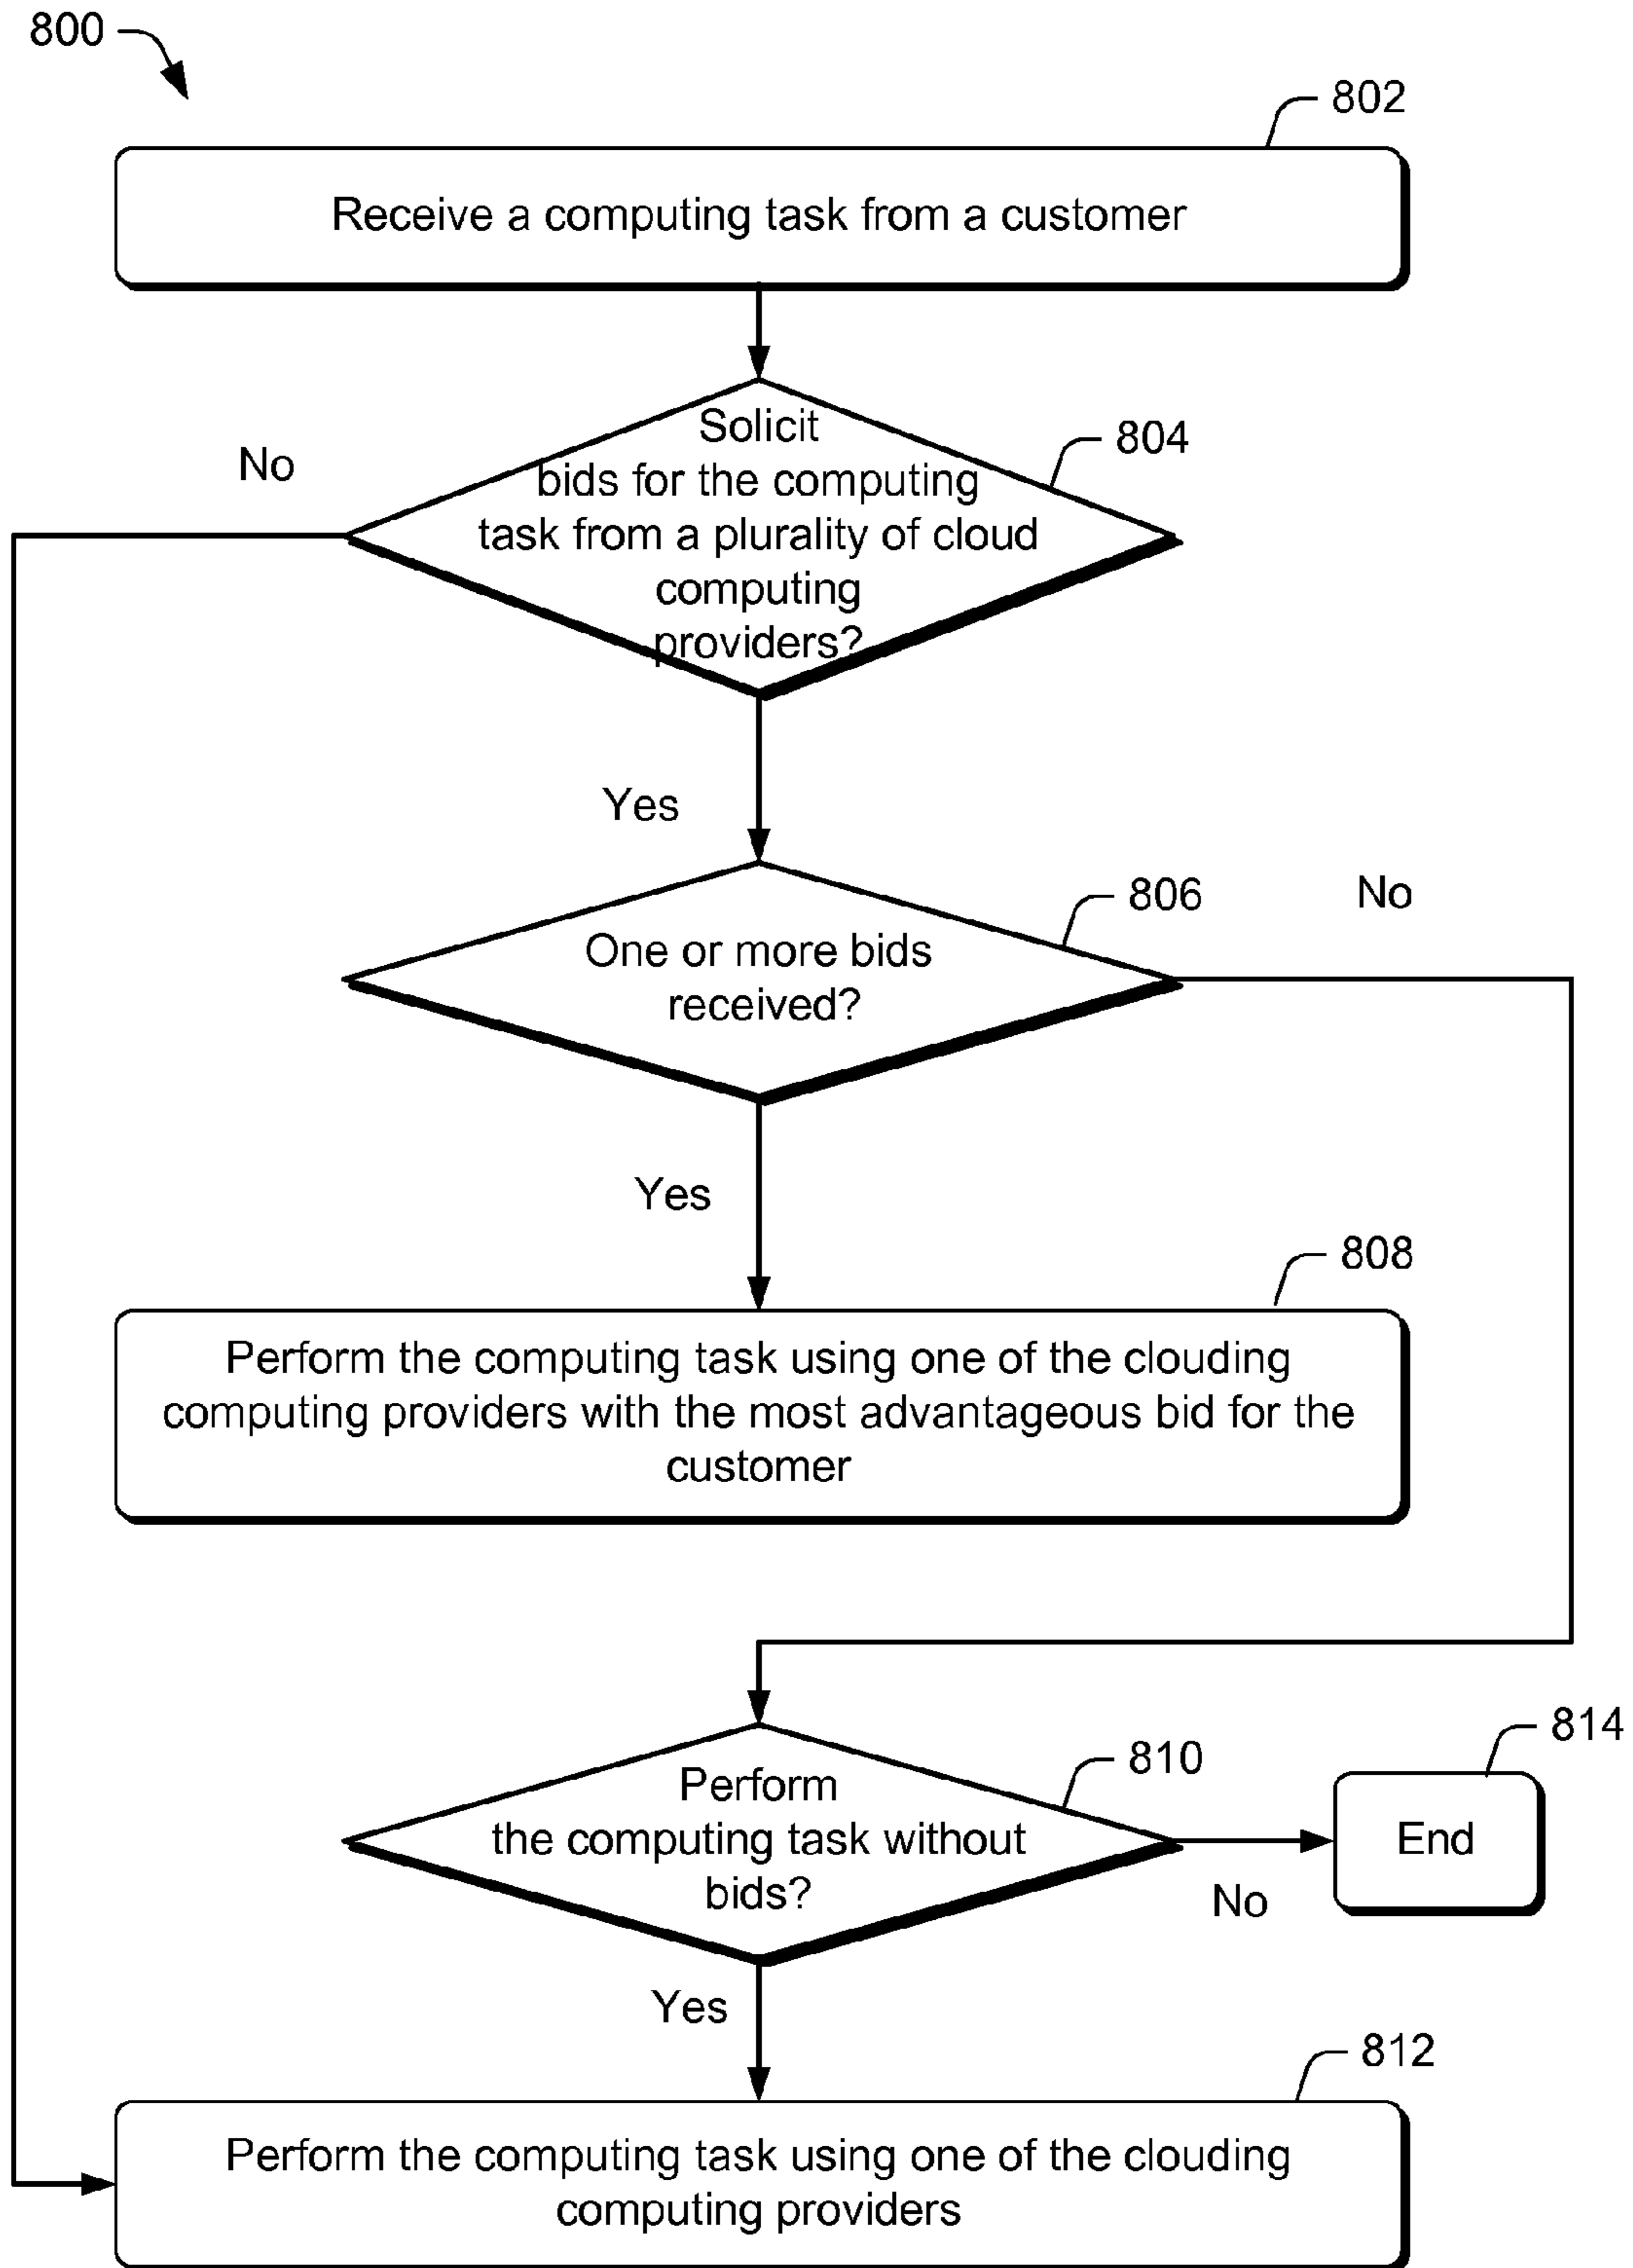 800
802
Receive a computing task from a customer
804
No
Solicit
bids for the computing
task from a plurality of cloud
computing
providers?
Yes
806
No
One or more bids
received?
Yes
808
Perform the computing task using one of the clouding
computing providers with the most advantageous bid for the
customer
814
810
Perform
the computing task without
bids?
End
No
Yes
812
Perform the computing task using one of the clouding
computing providers